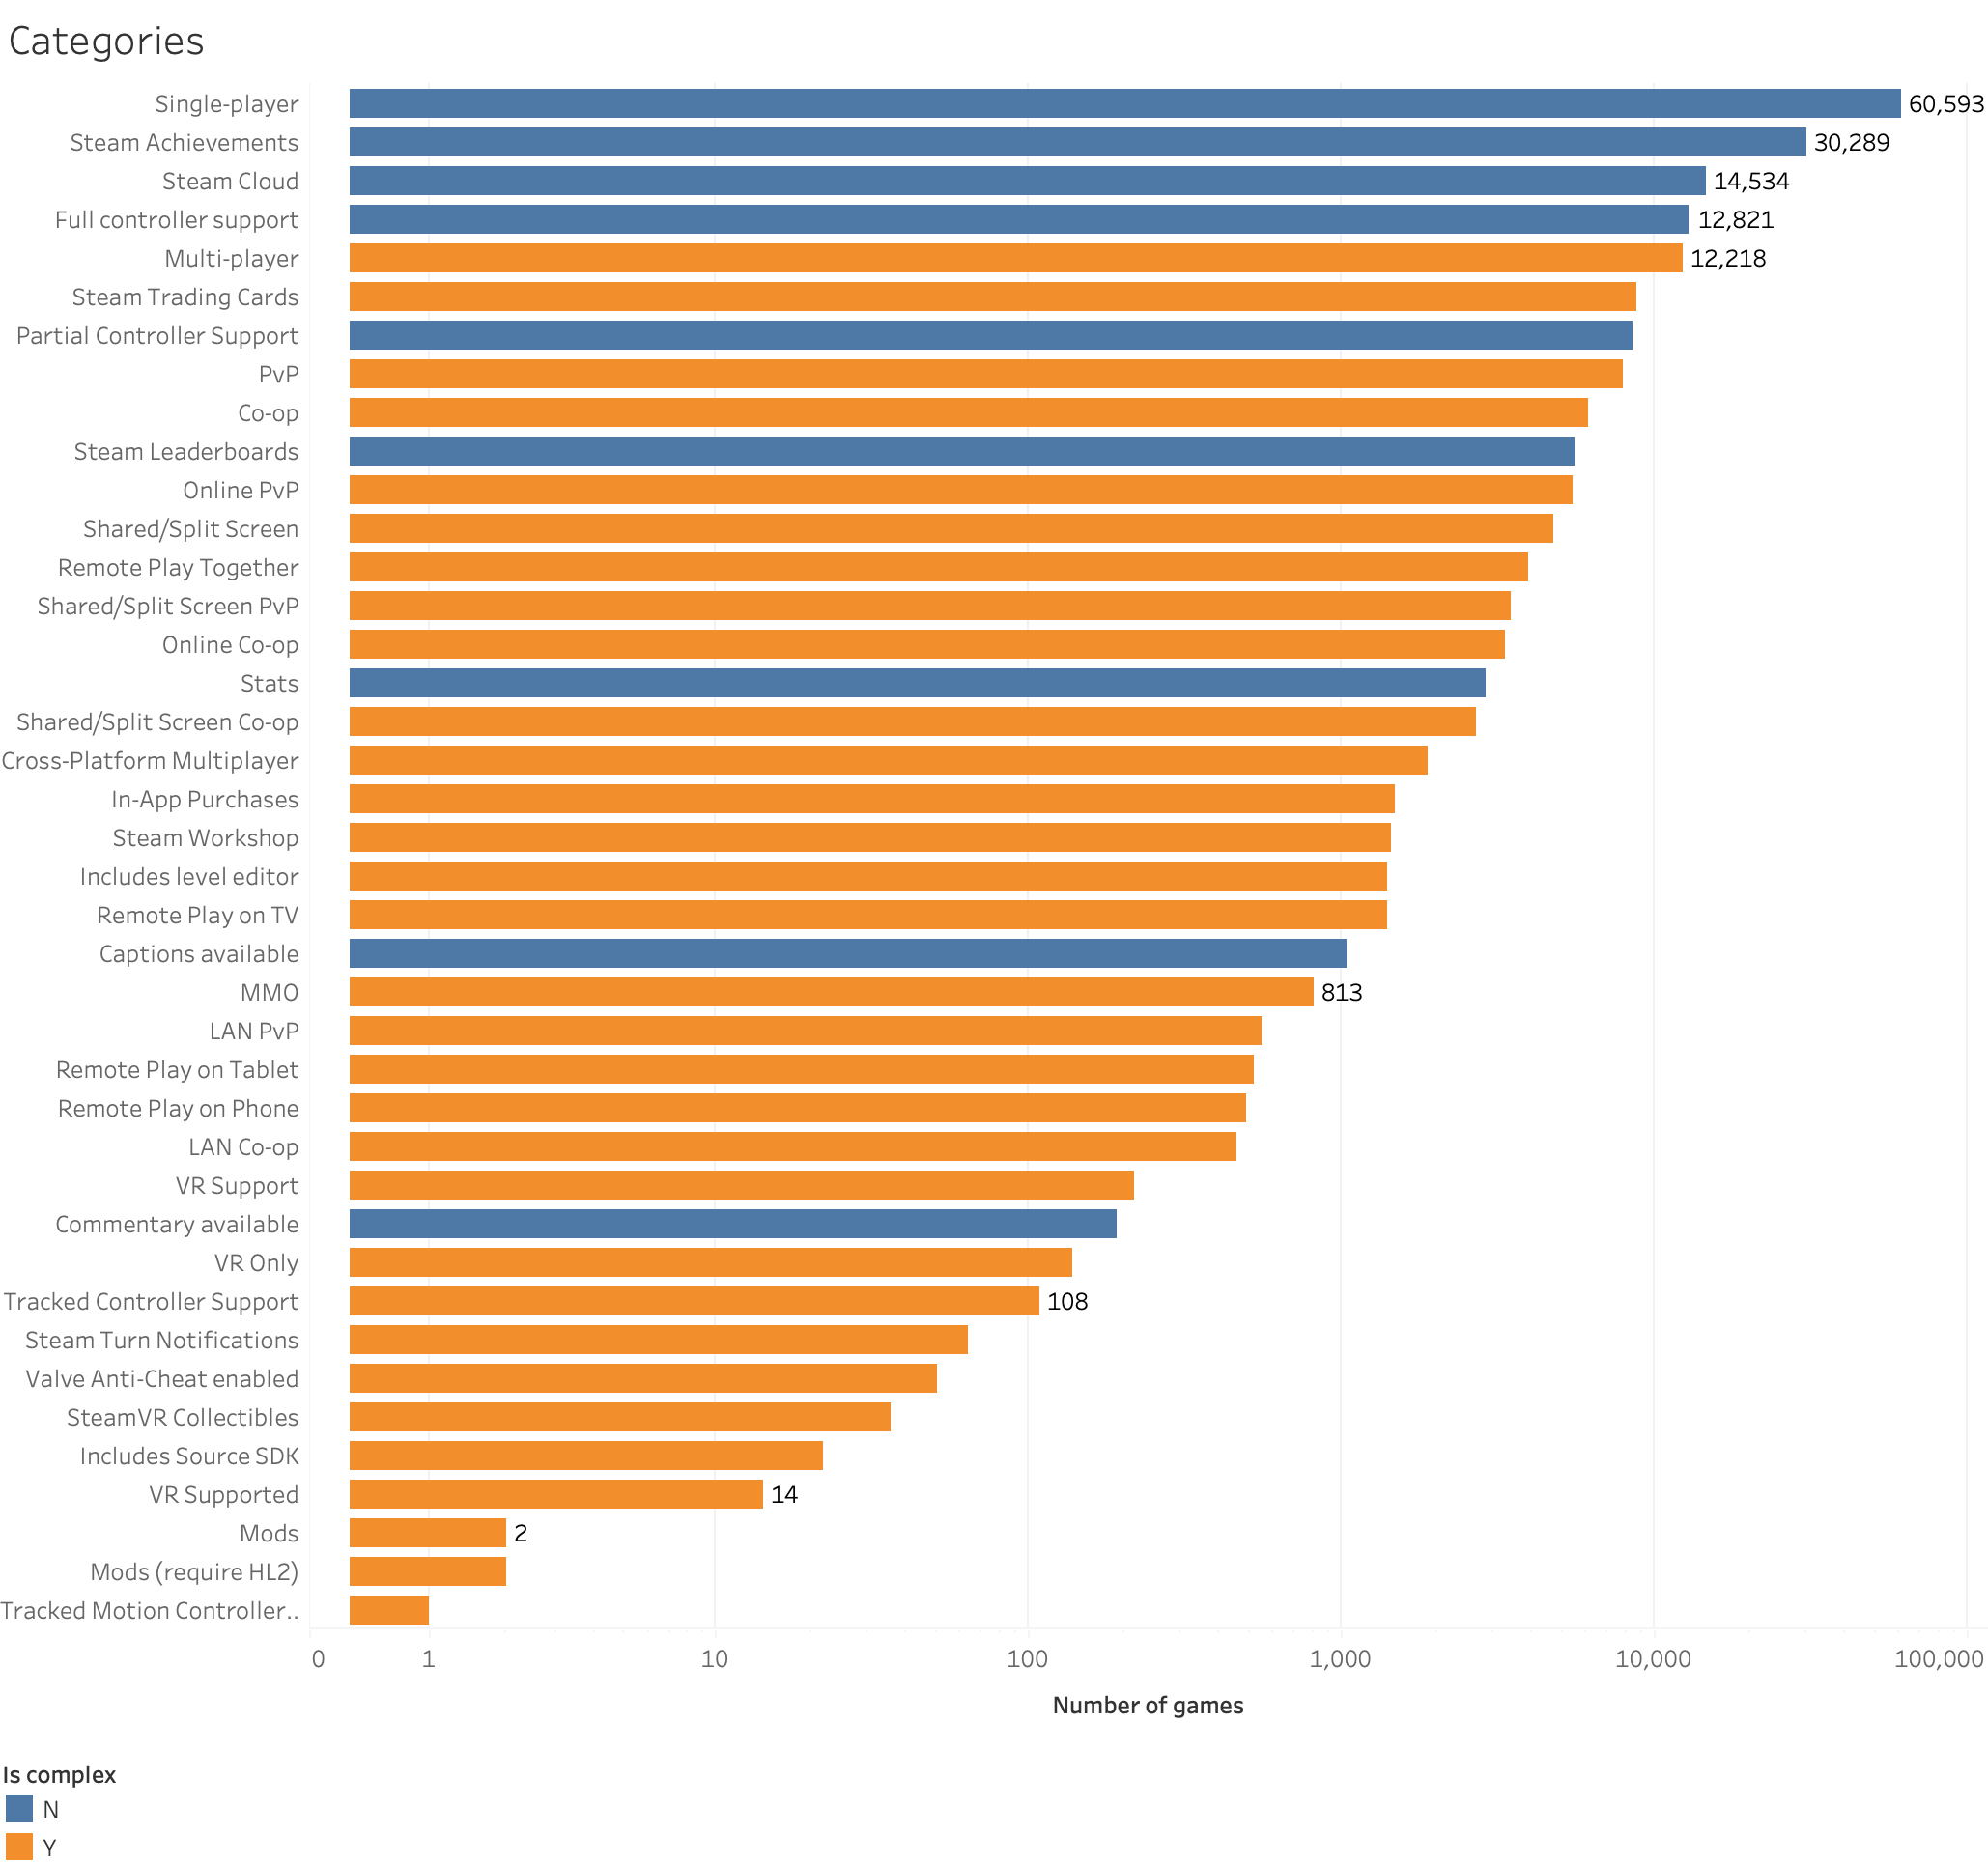 Categories
Single-player 60,593
Steam Achievements 30,289
Steam Cloud 14,534
Full controller support 12,821
Multi-player 12,218
Steam Trading Cards
Partial Controller Support
PvP
Co-op
Steam Leaderboards
Online PvP
Shared/Split Screen
Remote Play Together
Shared/Split Screen PvP
Online Co-op
Stats
Shared/Split Screen Co-op
Cross-Platform Multiplayer
In-App Purchases
Steam Workshop
Includes level editor
Remote Play on TV
Captions available
MMO 813
LAN PvP
Remote Play on Tablet
Remote Play on Phone
LAN Co-op
VR Support
Commentary available
VR Only
Tracked Controller Support 108
Steam Turn Notifications
Valve Anti-Cheat enabled
SteamVR Collectibles
Includes Source SDK
VR Supported 14
Mods 2
Mods (require HL2)
Tracked Motion Controller..
0 1 10 100 1,000 10,000 100,000
Number of games
Is complex
N
Y